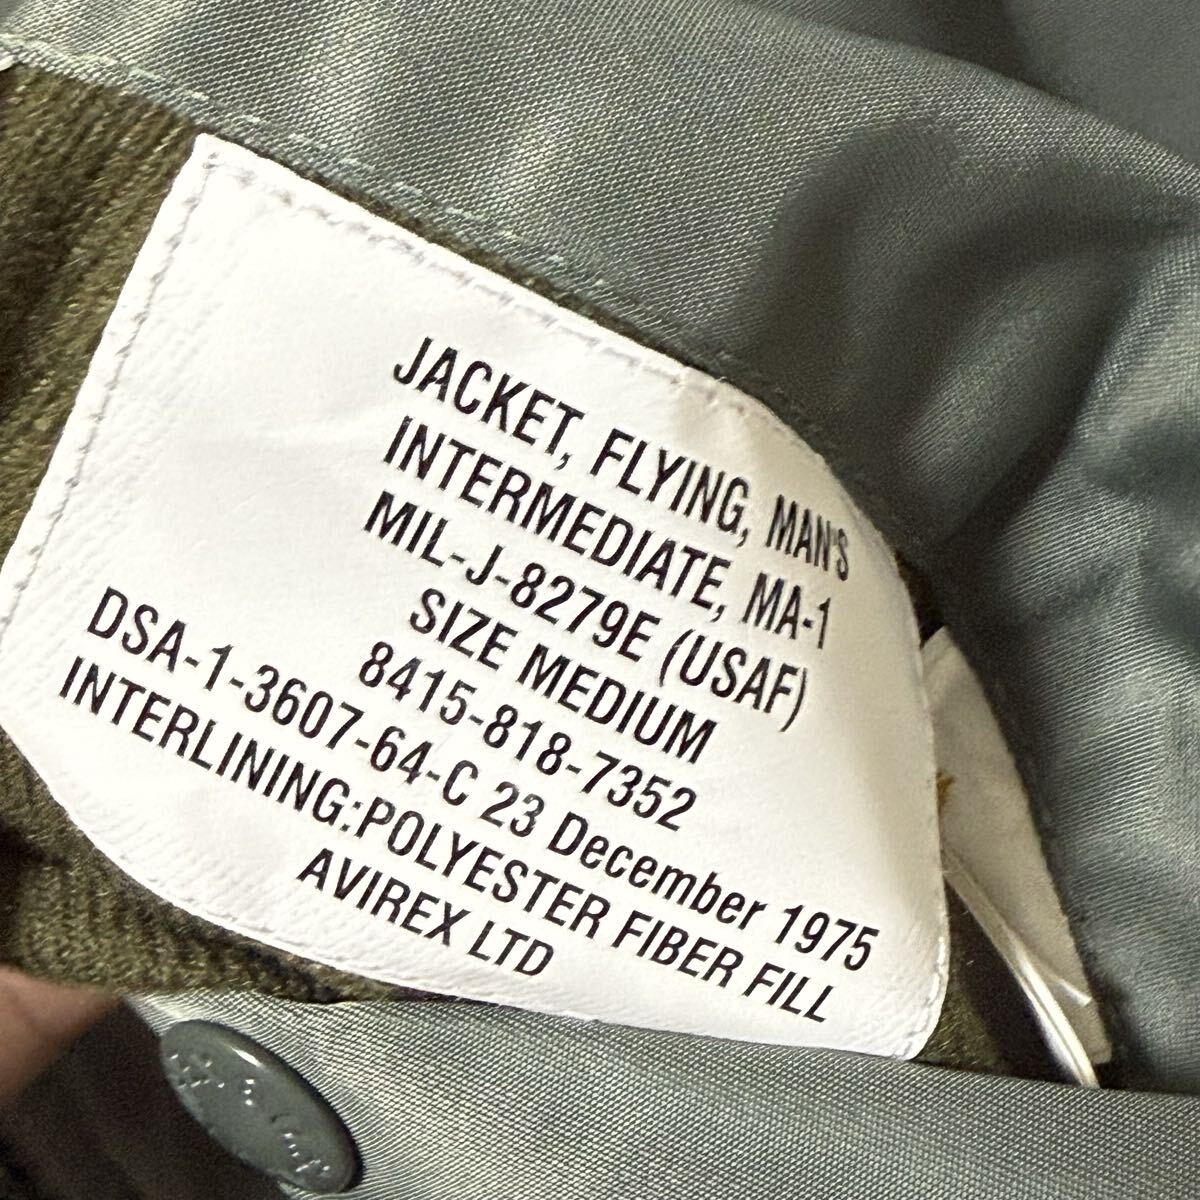 JACKET, FLYING, MAN'S
INTERMEDIATE, MA-1
MIL-J-8279E (USAF)
SIZE MEDIUM
8415-818-7352
DSA-1-3607-64-C 23 December 1975
INTERLINING:POLYESTER FIBER FILL
AVIREX LTD